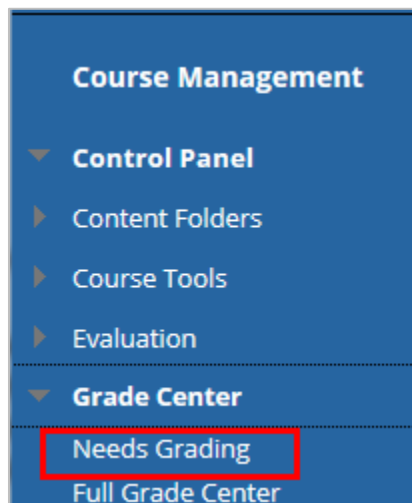 Course Management
Control Panel
Content Folders
Course Tools
Evaluation
Grade Center
Needs Grading
Full Grade Center